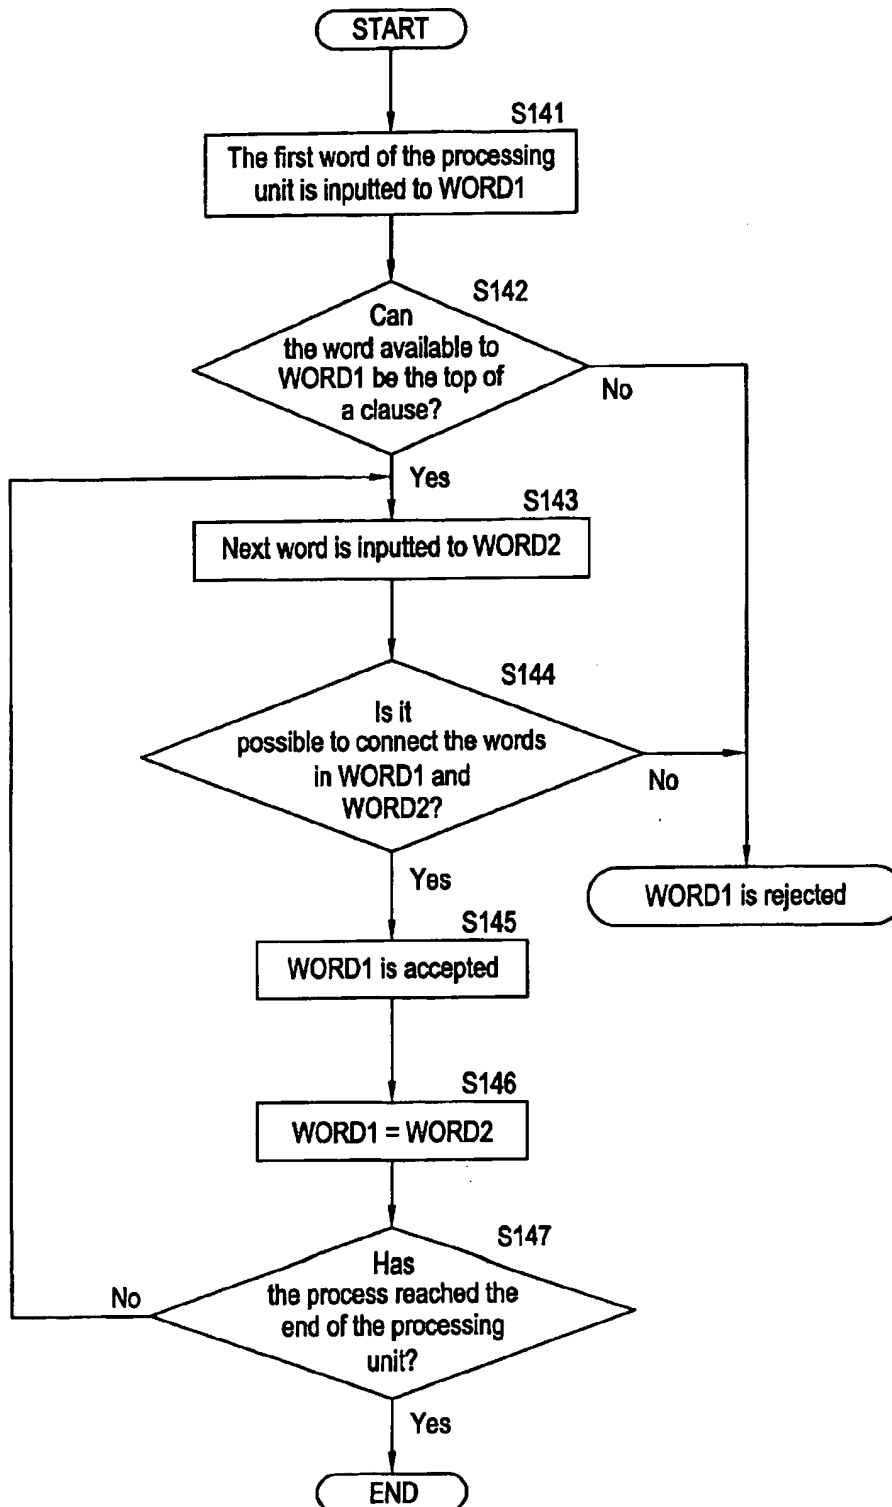 START
S141
The first word of the processing
unit is inputted to WORD1
S142
Can
the word available to
WORD1 be the top of
a clause?
No
Yes
S143
Next word is inputted to WORD2
S144
Is it
possible to connect the words
in WORD1 and
WORD2?
No
Yes
WORD1 is rejected
S145
WORD1 is accepted
S146
WORD1 = WORD2
S147
Has
the process reached the
end of the processing
unit?
No
Yes
END